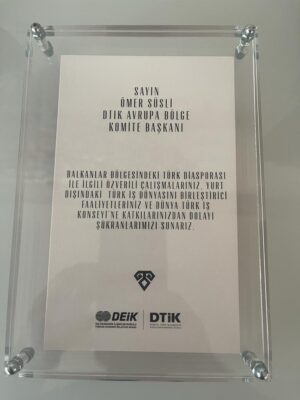 SAYIN
ÖMER SÜSLİ
DTİK AVRUPA BÖLGE
KOMİTE BAŞKANI
BALKANLAR BÖLGESİNDEKİ TÜRK DİASPORASI
İLE İLGİLİ ÖZVERİLİ ÇALIŞMALARINIZ, YURT
DIŞINDAKİ TÜRK İŞ DÜNYASINI BİRLEŞTİRİCİ
FAALİYETLERİNİZ VE DÜNYA TÜRK İŞ
KONSEYİ'NE KATKILARINIZDAN DOLAYI
ŞÜKRANLARIMIZI SUNARIZ.
DEİK
DTİK